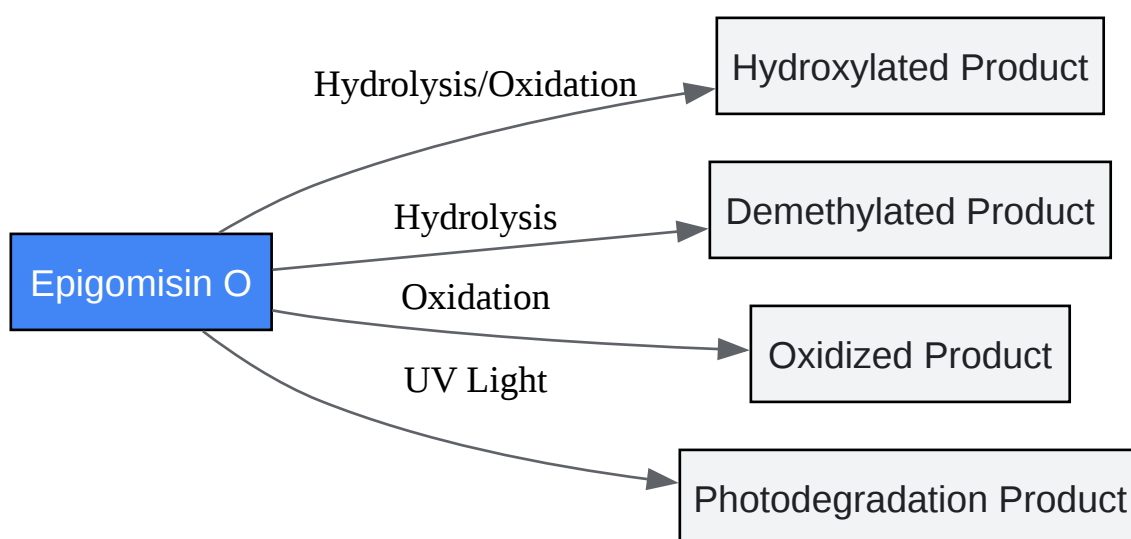 Hydroxylated Product
Hydrolysis/Oxidation
Demethylated Product
Hydrolysis
Epigomisin O
Oxidation
Oxidized Product
UV Light
Photodegradation Product